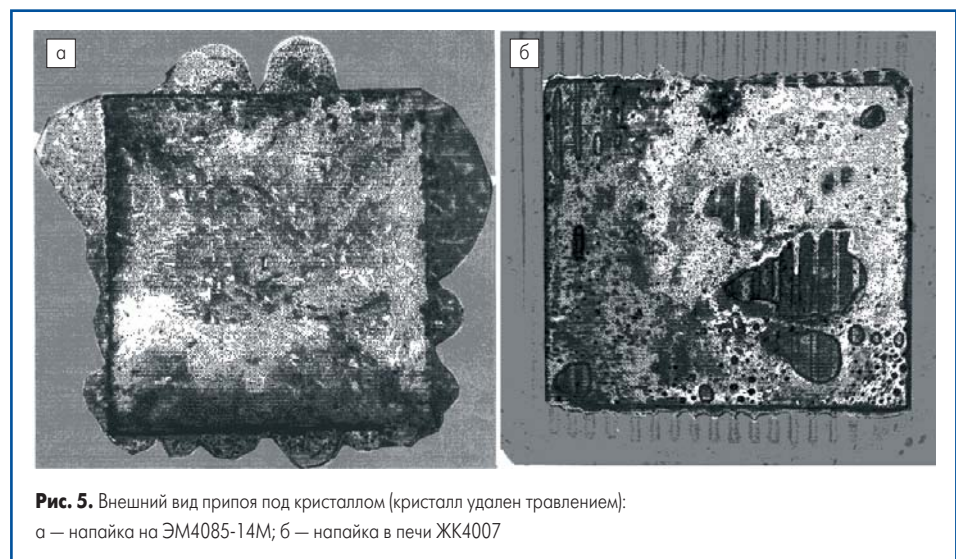 а
б
Рис. 5. Внешний вид припоя под кристаллом (кристалл удален травлением):
а — напайка на ЭМ4085-14М; б — напайка в печи ЖК4007